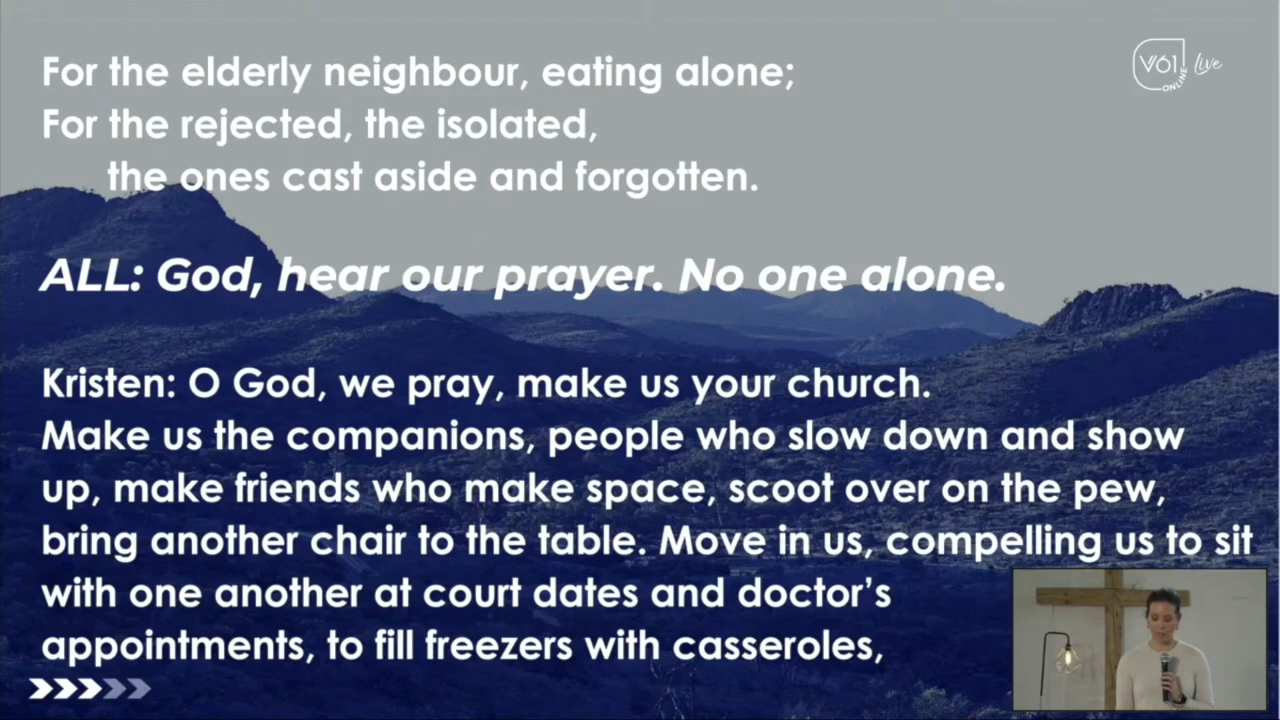 For the elderly neighbour, eating alone;
V61 Live
ONLINE
For the rejected, the isolated,
the ones cast aside and forgotten.
ALL: God, hear our prayer. No one alone.
Kristen: O God, we pray, make us your church.
Make us the companions, people who slow down and show
up, make friends who make space, scoot over on the pew,
bring another chair to the table. Move in us, compelling us to sit
with one another at court dates and doctor’s
appointments, to fill freezers with casseroles,